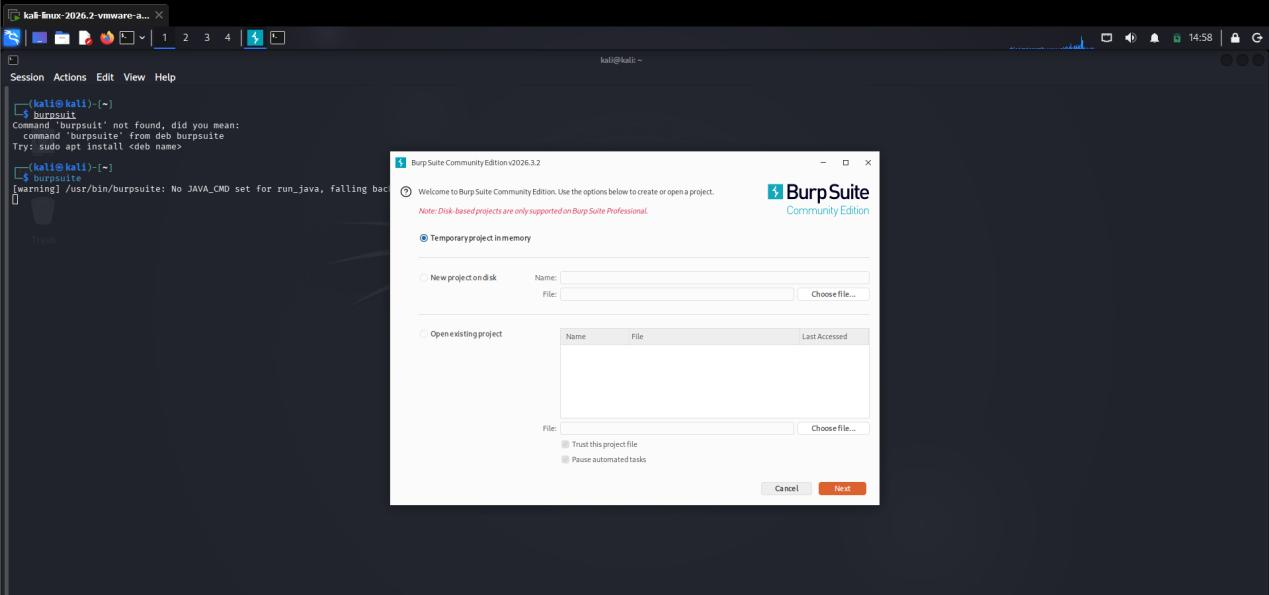 kali-linux-2026.2-vmware-a...
1 2 3 4
14:58
kali@kali: ~
Session Actions Edit View Help
┌──(kali㉿kali)-[~]
└─$ burpsuit
Command 'burpsuit' not found, did you mean:
command 'burpsuite' from deb burpsuite
Try: sudo apt install <deb name>
┌──(kali㉿kali)-[~]
└─$ burpsuite
[warning] /usr/bin/burpsuite: No JAVA_CMD set for run_java, falling bac
Trash
Burp Suite Community Edition v2026.3.2
Welcome to Burp Suite Community Edition. Use the options below to create or open a project.
Note: Disk-based projects are only supported on Burp Suite Professional.
Burp Suite
Community Edition
Temporary project in memory
New project on disk Name:
File: Choose file...
Open existing project Name File Last Accessed
File: Choose file...
Trust this project file
Pause automated tasks
Cancel Next